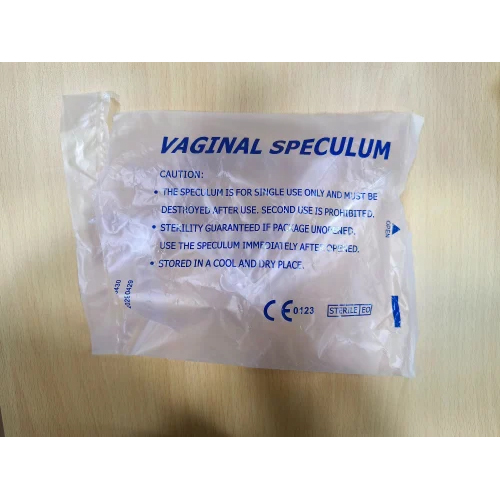 VAGINAL SPECULUM
CAUTION:
• THE SPECULUM IS FOR SINGLE USE ONLY AND MUST BE
DESTROYED AFTER USE. SECOND USE IS PROHIBITED.
• STERILITY GUARANTEED IF PACKAGE UNOPENED.
USE THE SPECULUM IMMEDIATELY AFTER OPENED.
• STORED IN A COOL AND DRY PLACE.
OPEN
CE 0123
STERILE EO